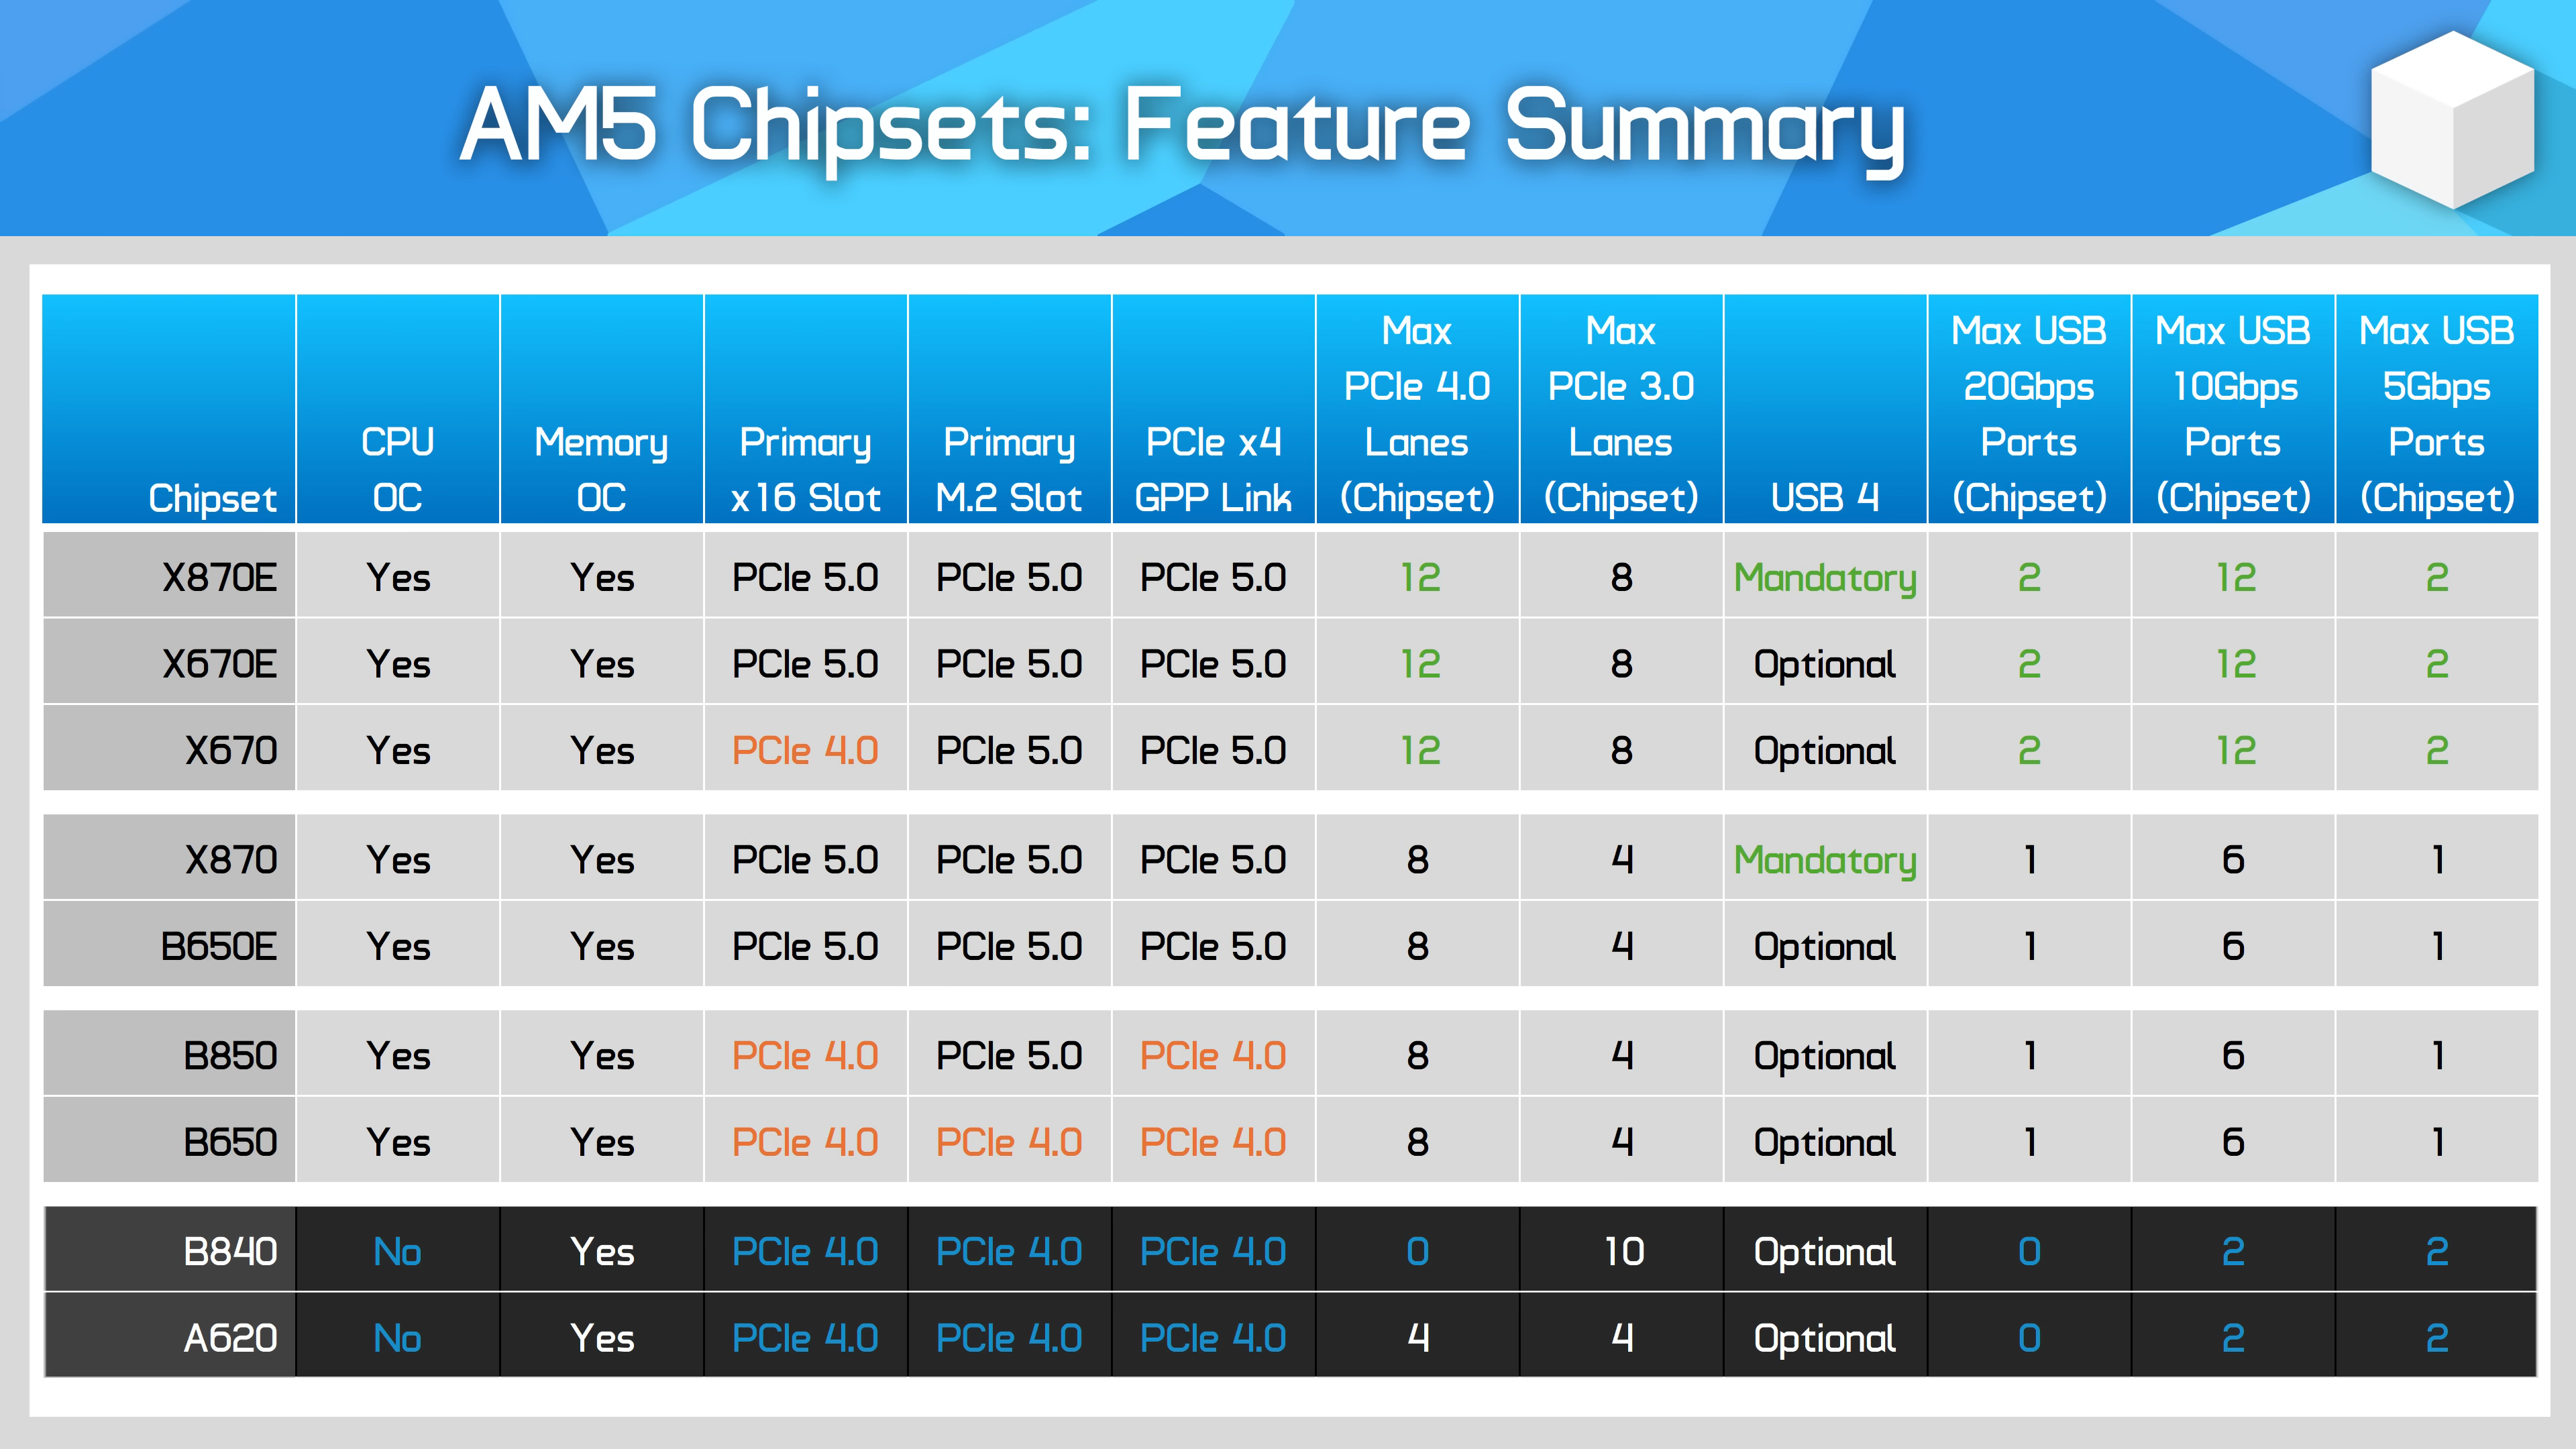 AM5 Chipsets: Feature Summary
Chipset CPU OC Memory OC Primary x16 Slot Primary M.2 Slot PCIe x4 GPP Link Max PCIe 4.0 Lanes (Chipset) Max PCIe 3.0 Lanes (Chipset) USB 4 Max USB 20Gbps Ports (Chipset) Max USB 10Gbps Ports (Chipset) Max USB 5Gbps Ports (Chipset)
X870E Yes Yes PCIe 5.0 PCIe 5.0 PCIe 5.0 12 8 Mandatory 2 12 2
X670E Yes Yes PCIe 5.0 PCIe 5.0 PCIe 5.0 12 8 Optional 2 12 2
X670 Yes Yes PCIe 4.0 PCIe 5.0 PCIe 5.0 12 8 Optional 2 12 2
X870 Yes Yes PCIe 5.0 PCIe 5.0 PCIe 5.0 8 4 Mandatory 1 6 1
B650E Yes Yes PCIe 5.0 PCIe 5.0 PCIe 5.0 8 4 Optional 1 6 1
B850 Yes Yes PCIe 4.0 PCIe 5.0 PCIe 4.0 8 4 Optional 1 6 1
B650 Yes Yes PCIe 4.0 PCIe 4.0 PCIe 4.0 8 4 Optional 1 6 1
B840 No Yes PCIe 4.0 PCIe 4.0 PCIe 4.0 0 10 Optional 0 2 2
A620 No Yes PCIe 4.0 PCIe 4.0 PCIe 4.0 4 4 Optional 0 2 2